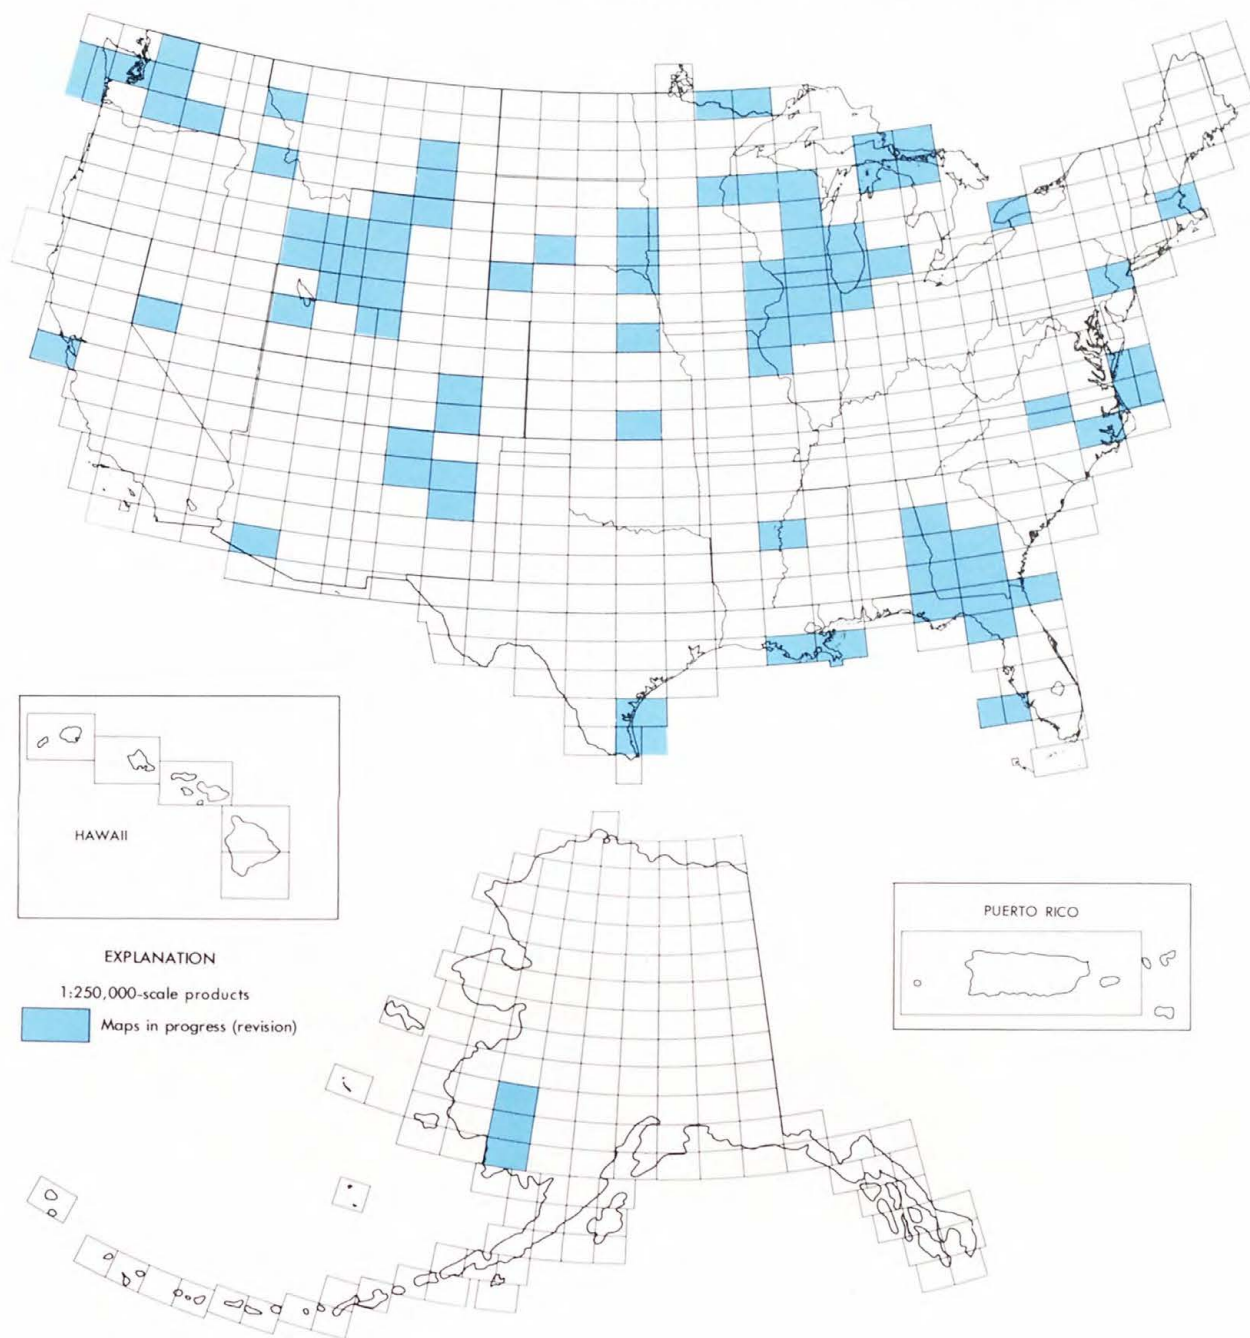 HAWAII
PUERTO RICO
EXPLANATION
1:250,000-scale products
Maps in progress (revision)